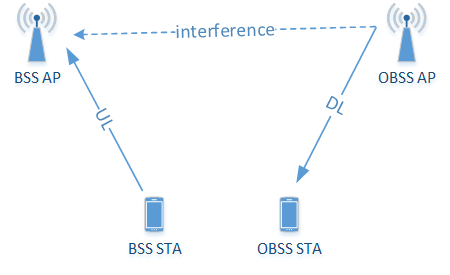 interference
BSS AP
OBSS AP
UL
DL
BSS STA
OBSS STA